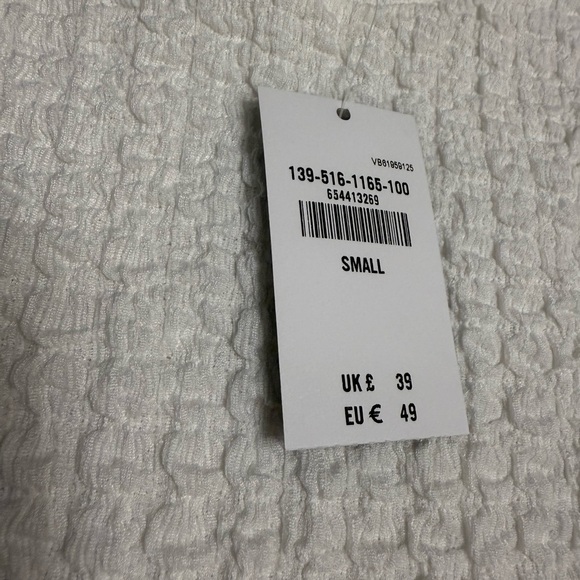 VB61959125
139-516-1165-100
654413269
SMALL
UK £ 39
EU € 49